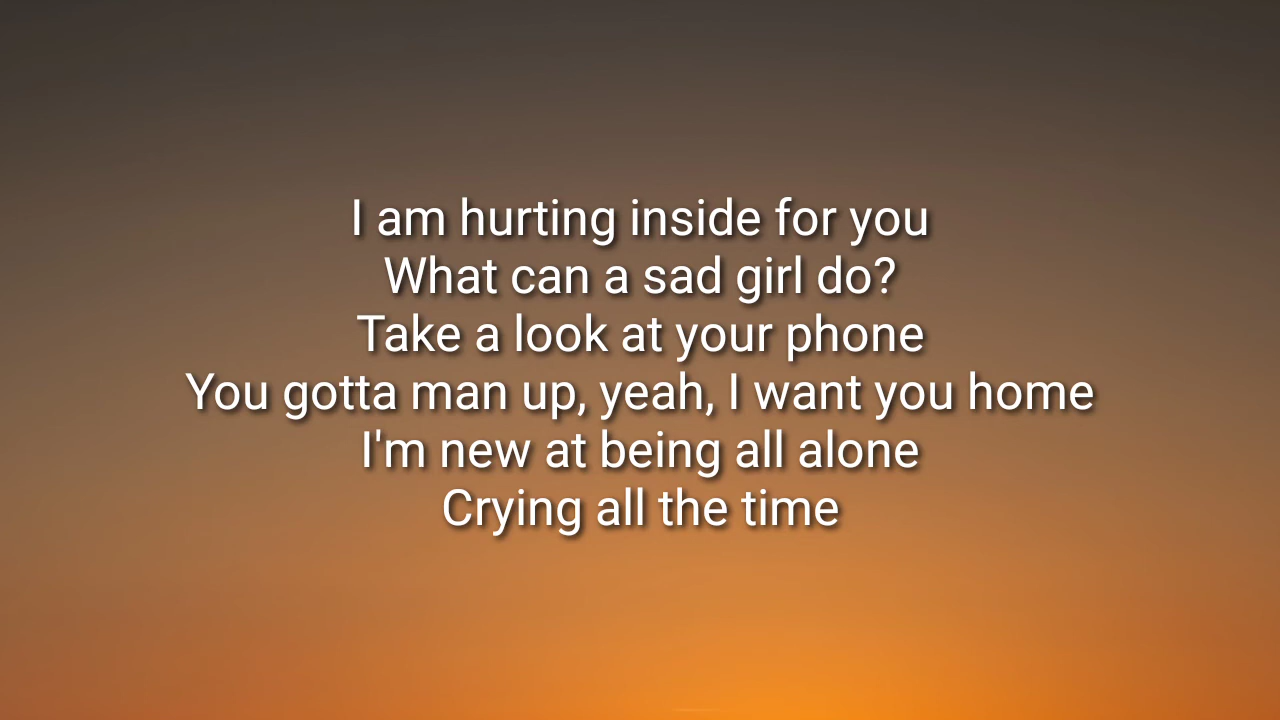 I am hurting inside for you
What can a sad girl do?
Take a look at your phone
You gotta man up, yeah, I want you home
I'm new at being all alone
Crying all the time